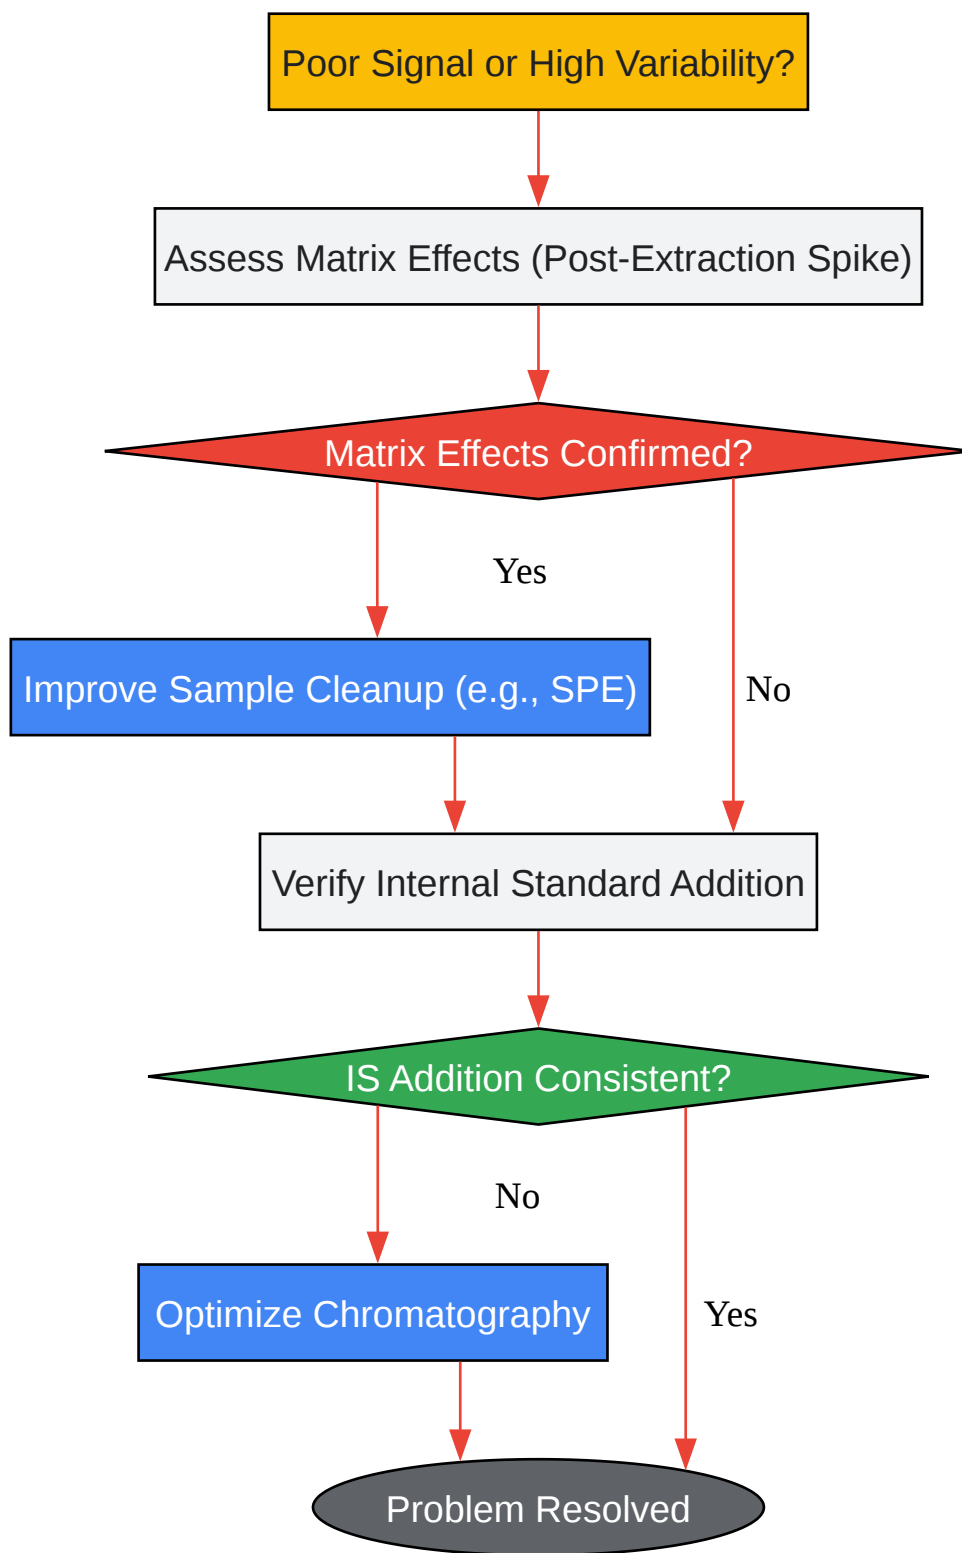 Poor Signal or High Variability?
Assess Matrix Effects (Post-Extraction Spike)
Matrix Effects Confirmed?
Yes
Improve Sample Cleanup (e.g., SPE)
No
Verify Internal Standard Addition
IS Addition Consistent?
No
Optimize Chromatography
Yes
Problem Resolved